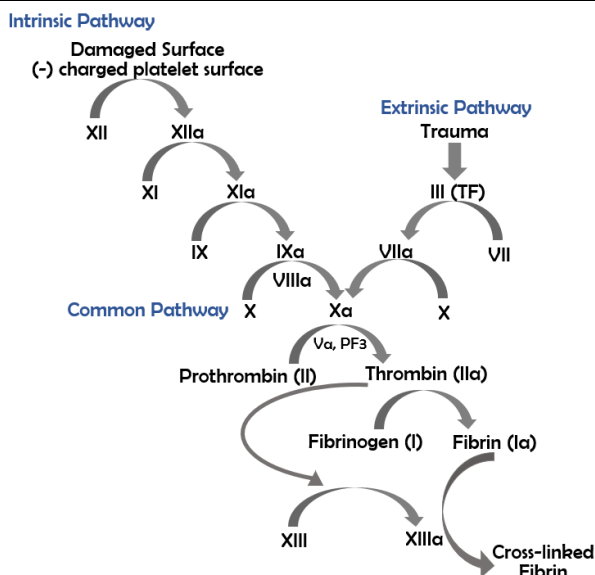 Intrinsic Pathway
Damaged Surface
(-) charged platelet surface
Extrinsic Pathway
XII
XIIa
Trauma
XI
XIa
III (TF)
IX
IXa
VIIa
VII
VIIIa
Common Pathway
X
Xa
X
Va, PF3
Prothrombin (II)
Thrombin (IIa)
Fibrinogen (I)
Fibrin (Ia)
XIII
XIIIa
Cross-linked
Fibrin